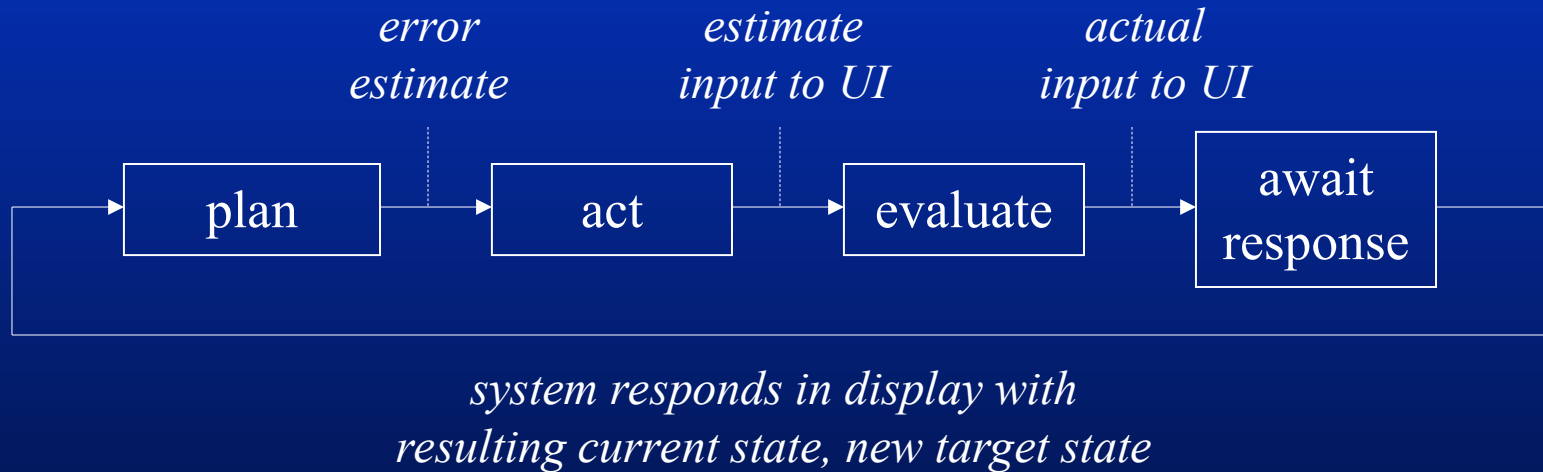 error
estimate
estimate
input to UI
actual
input to UI
plan
act
evaluate
await
response
system responds in display with
resulting current state, new target state